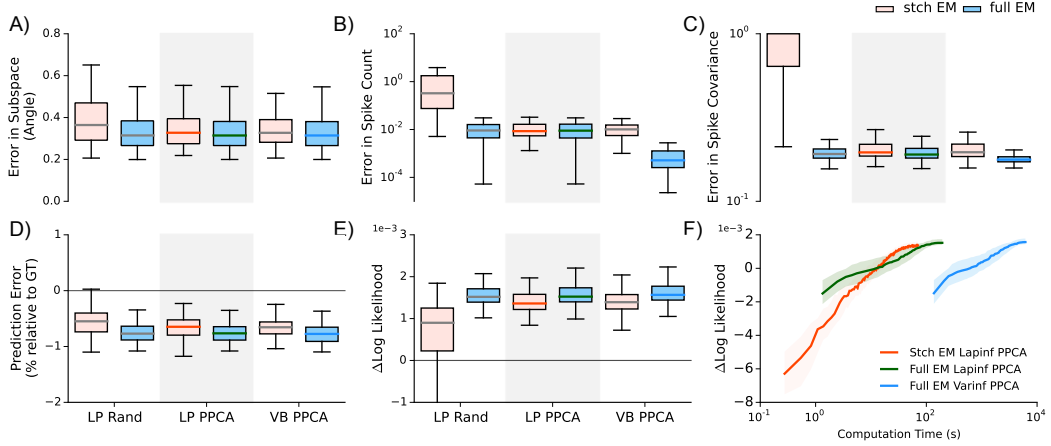 stch EM full EM
A) B) C)
Error in Subspace
(Angle)
0.8
0.6
0.4
0.2
0.0
Error in Spike Count
10^0
10^-2
10^-4
Error in Spike Covariance
10^0
10^-1
D) E) F)
Prediction Error
(% relative to GT)
1
0
−1
−2
LP Rand LP PPCA VB PPCA
1e−3
ΔLog Likelihood
3
2
1
0
−1
LP Rand LP PPCA VB PPCA
1e−3
ΔLog Likelihood
2
0
−2
−4
−6
−8
Stch EM Lapinf PPCA
Full EM Lapinf PPCA
Full EM Varinf PPCA
10^-1 10^0 10^2 10^4
Computation Time (s)